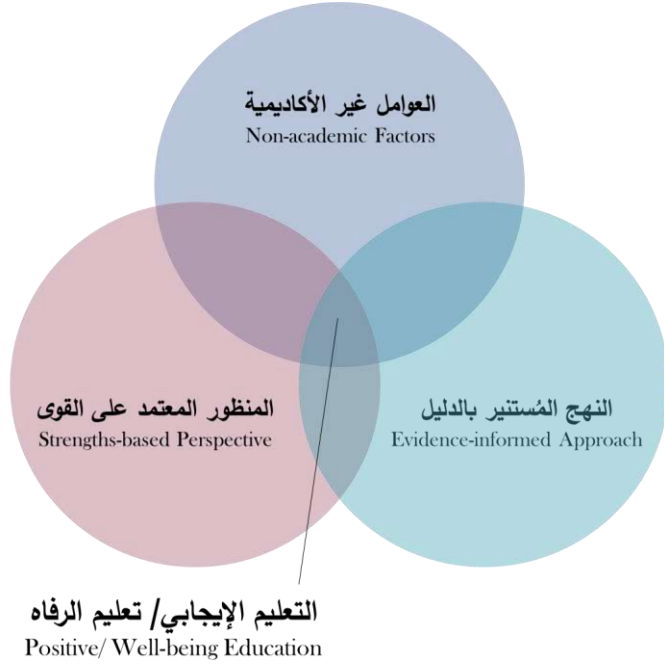 العوامل غير الأكاديمية
Non-academic Factors
المنظور المعتمد على القوى
Strengths-based Perspective
النهج المُستنير بالدليل
Evidence-informed Approach
التعليم الإيجابي/ تعليم الرفاه
Positive/ Well-being Education